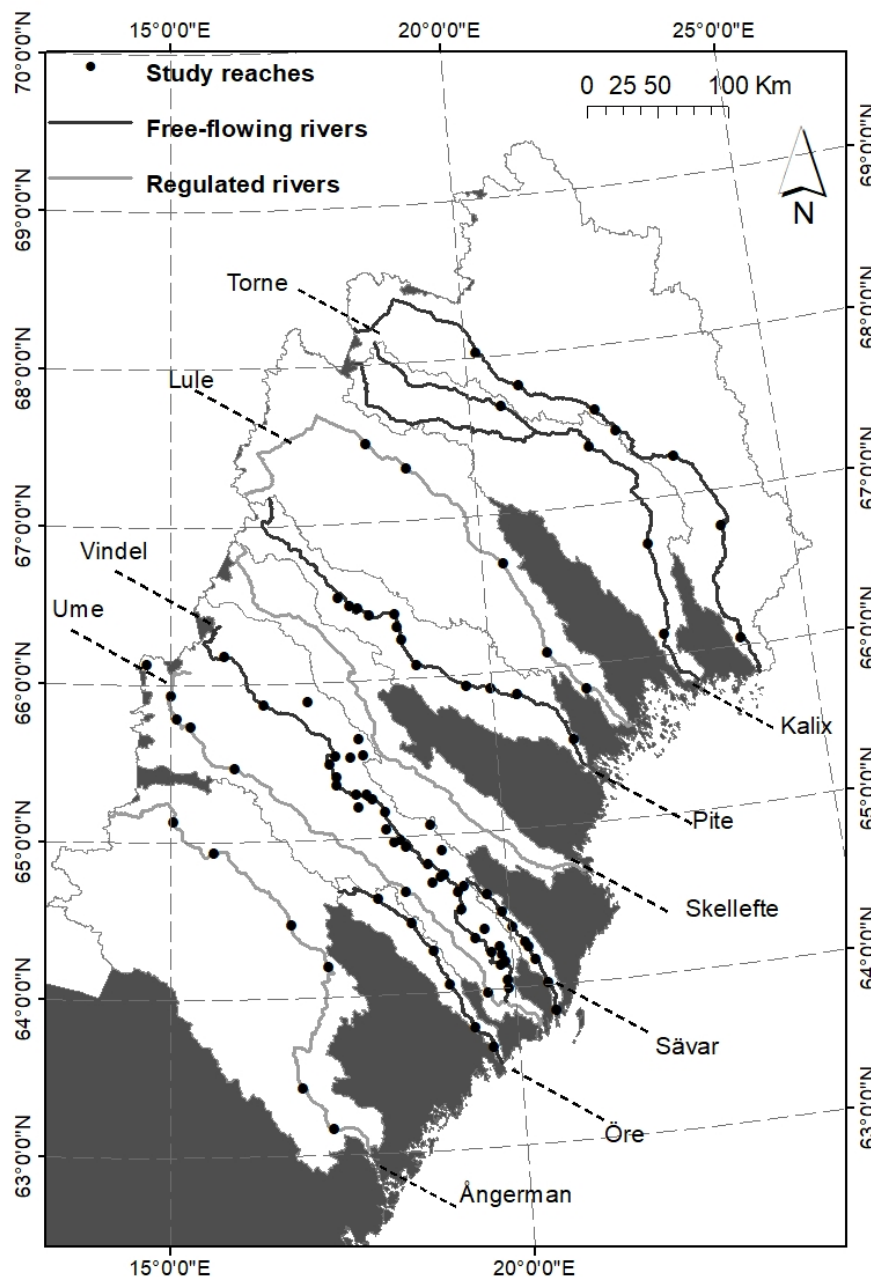 15°0'0"E 20°0'0"E 25°0'0"E
70°0'0"N
Study reaches
0 25 50 100 Km
Free-flowing rivers
Regulated rivers
N
69°0'0"N
69°0'0"N
Torne
68°0'0"N
68°0'0"N
Lule
67°0'0"N
67°0'0"N
Vindel
Ume
66°0'0"N
66°0'0"N
Kalix
65°0'0"N
65°0'0"N
Pite
Skellefte
64°0'0"N
64°0'0"N
Sävar
Öre
63°0'0"N
63°0'0"N
Ångerman
15°0'0"E 20°0'0"E